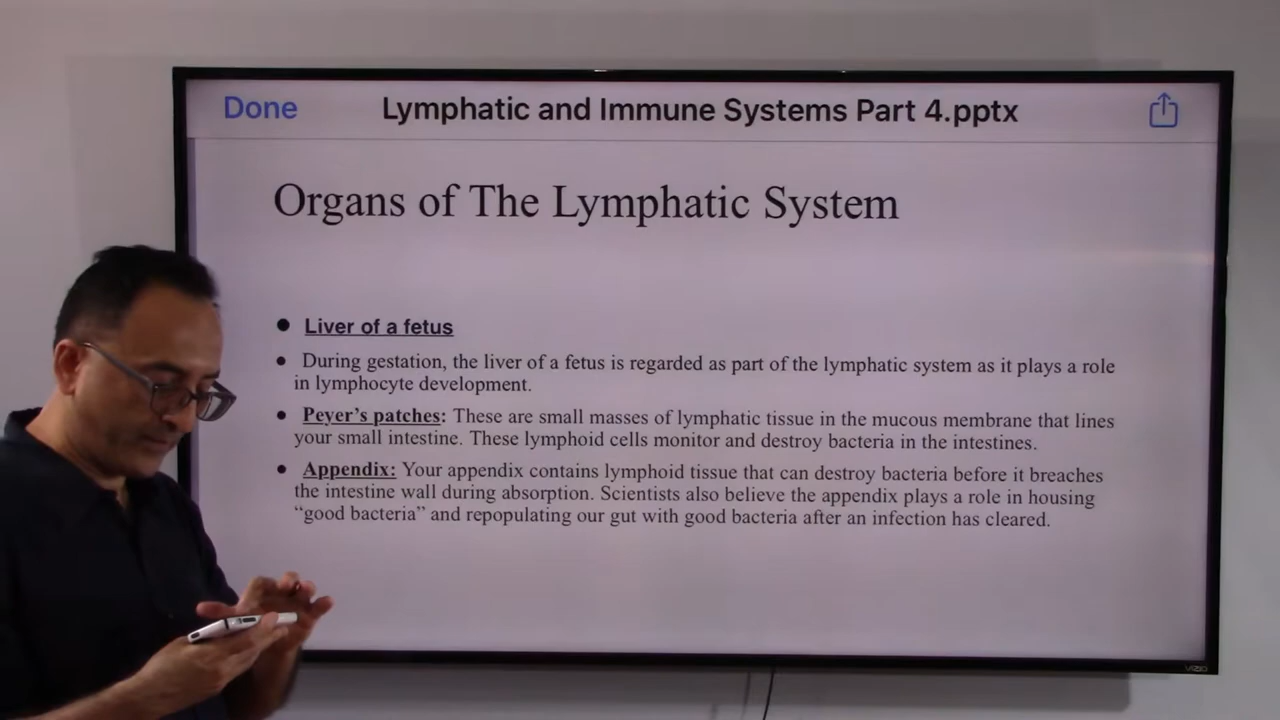 Done
Lymphatic and Immune Systems Part 4.pptx
Organs of The Lymphatic System
Liver of a fetus
During gestation, the liver of a fetus is regarded as part of the lymphatic system as it plays a role
in lymphocyte development.
Peyer’s patches: These are small masses of lymphatic tissue in the mucous membrane that lines
your small intestine. These lymphoid cells monitor and destroy bacteria in the intestines.
Appendix: Your appendix contains lymphoid tissue that can destroy bacteria before it breaches
the intestine wall during absorption. Scientists also believe the appendix plays a role in housing
“good bacteria” and repopulating our gut with good bacteria after an infection has cleared.
VIZIO